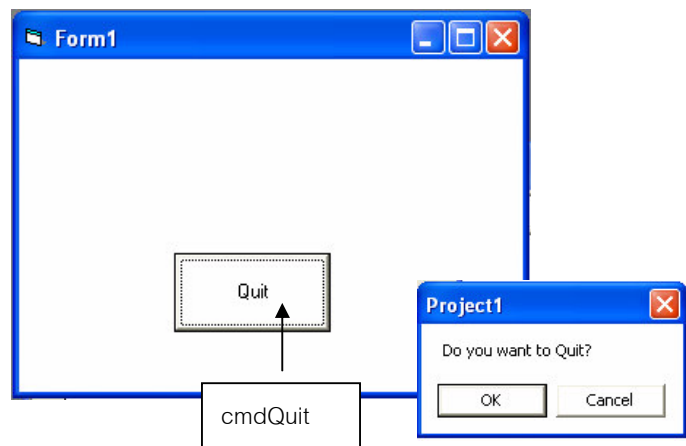 Form1
Quit
Project1
Do you want to Quit?
OK Cancel
cmdQuit